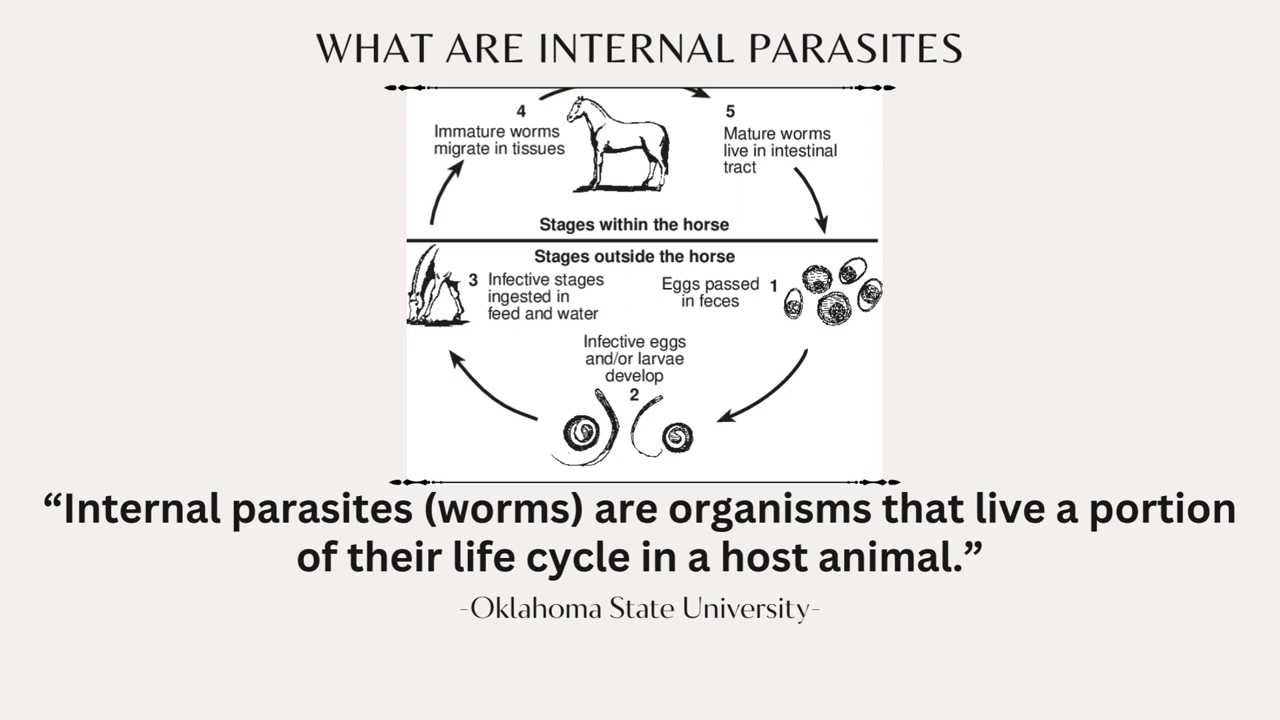 WHAT ARE INTERNAL PARASITES
4
Immature worms
migrate in tissues
5
Mature worms
live in intestinal
tract
Stages within the horse
Stages outside the horse
3
Infective stages
ingested in
feed and water
Eggs passed
in feces
1
Infective eggs
and/or larvae
develop
2
“Internal parasites (worms) are organisms that live a portion
of their life cycle in a host animal.”
-Oklahoma State University-